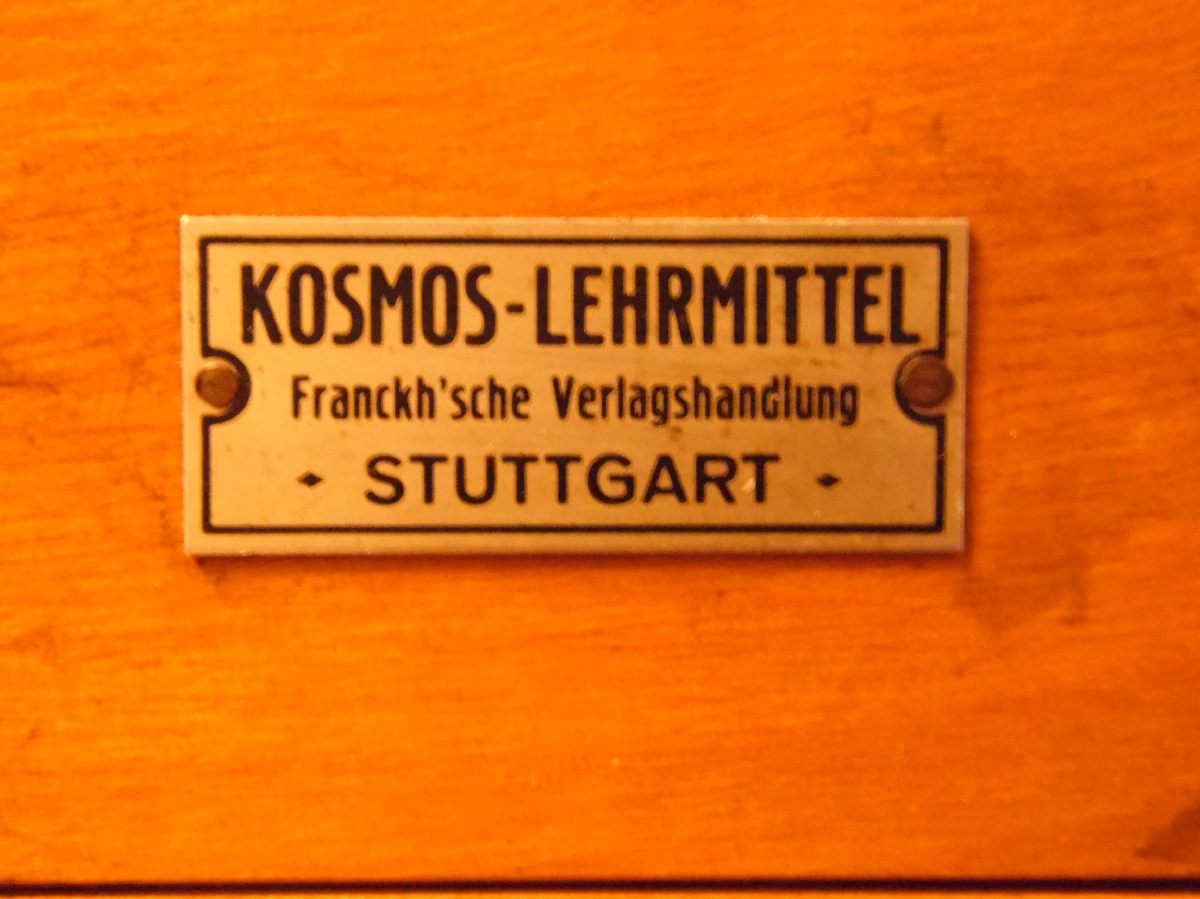 KOSMOS-LEHRMITTEL
Franckh'sche Verlagshandlung
STUTTGART